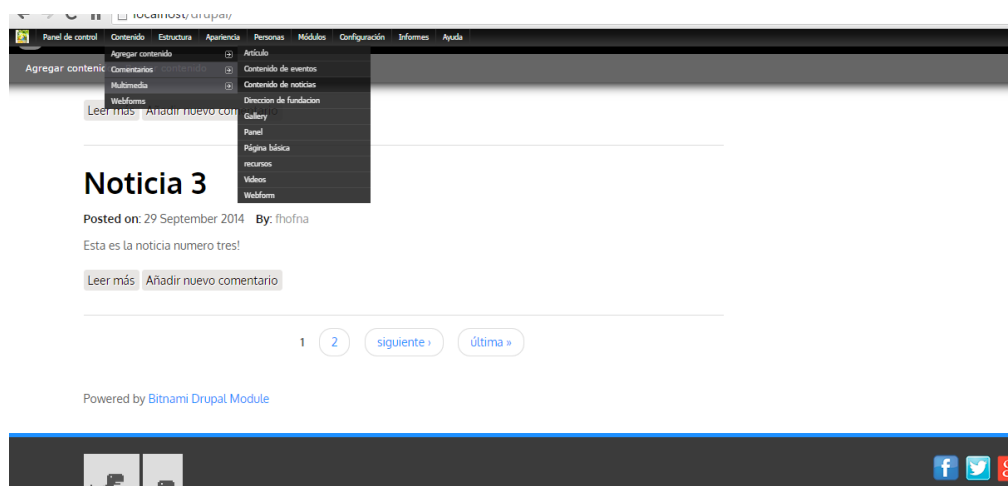 localhost/drupal/
Panel de control Contenido Estructura Apariencia Personas Módulos Configuración Informes Ayuda
Agregar contenido Artículo
Comentarios Contenido de eventos
Multimedia Contenido de noticias
Webforms Direccion de fundacion
Gallery
Panel
Página básica
recursos
Videos
Webform
Leer más Añadir nuevo
Noticia 3
Posted on: 29 September 2014 By: fhofna
Esta es la noticia numero tres!
Leer más Añadir nuevo comentario
1 2 siguiente › última »
Powered by Bitnami Drupal Module